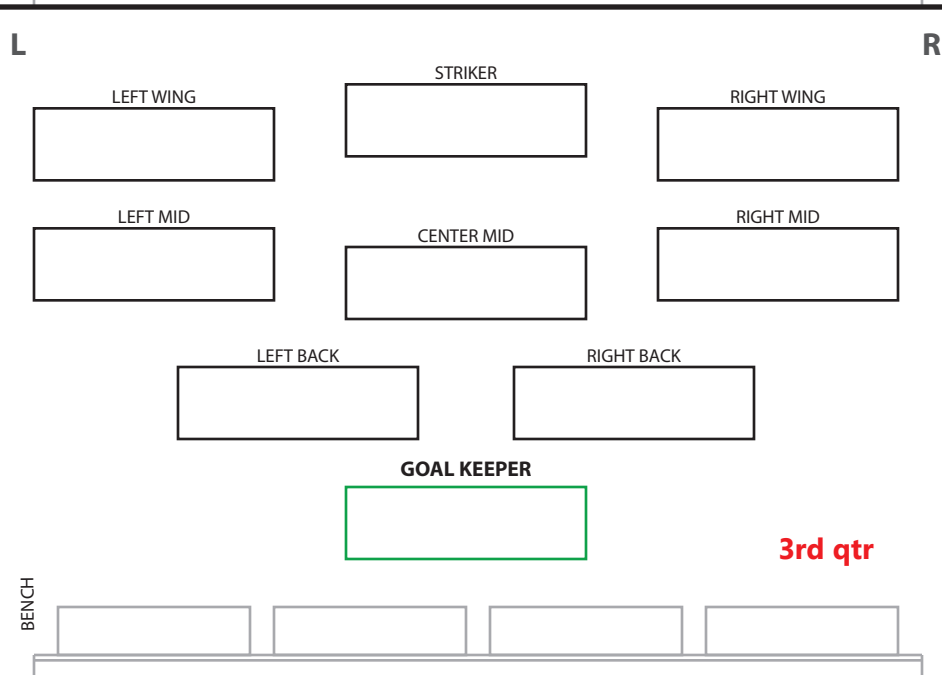 L
R
STRIKER
LEFT WING
RIGHT WING
LEFT MID
RIGHT MID
CENTER MID
LEFT BACK
RIGHT BACK
GOAL KEEPER
3rd qtr
BENCH